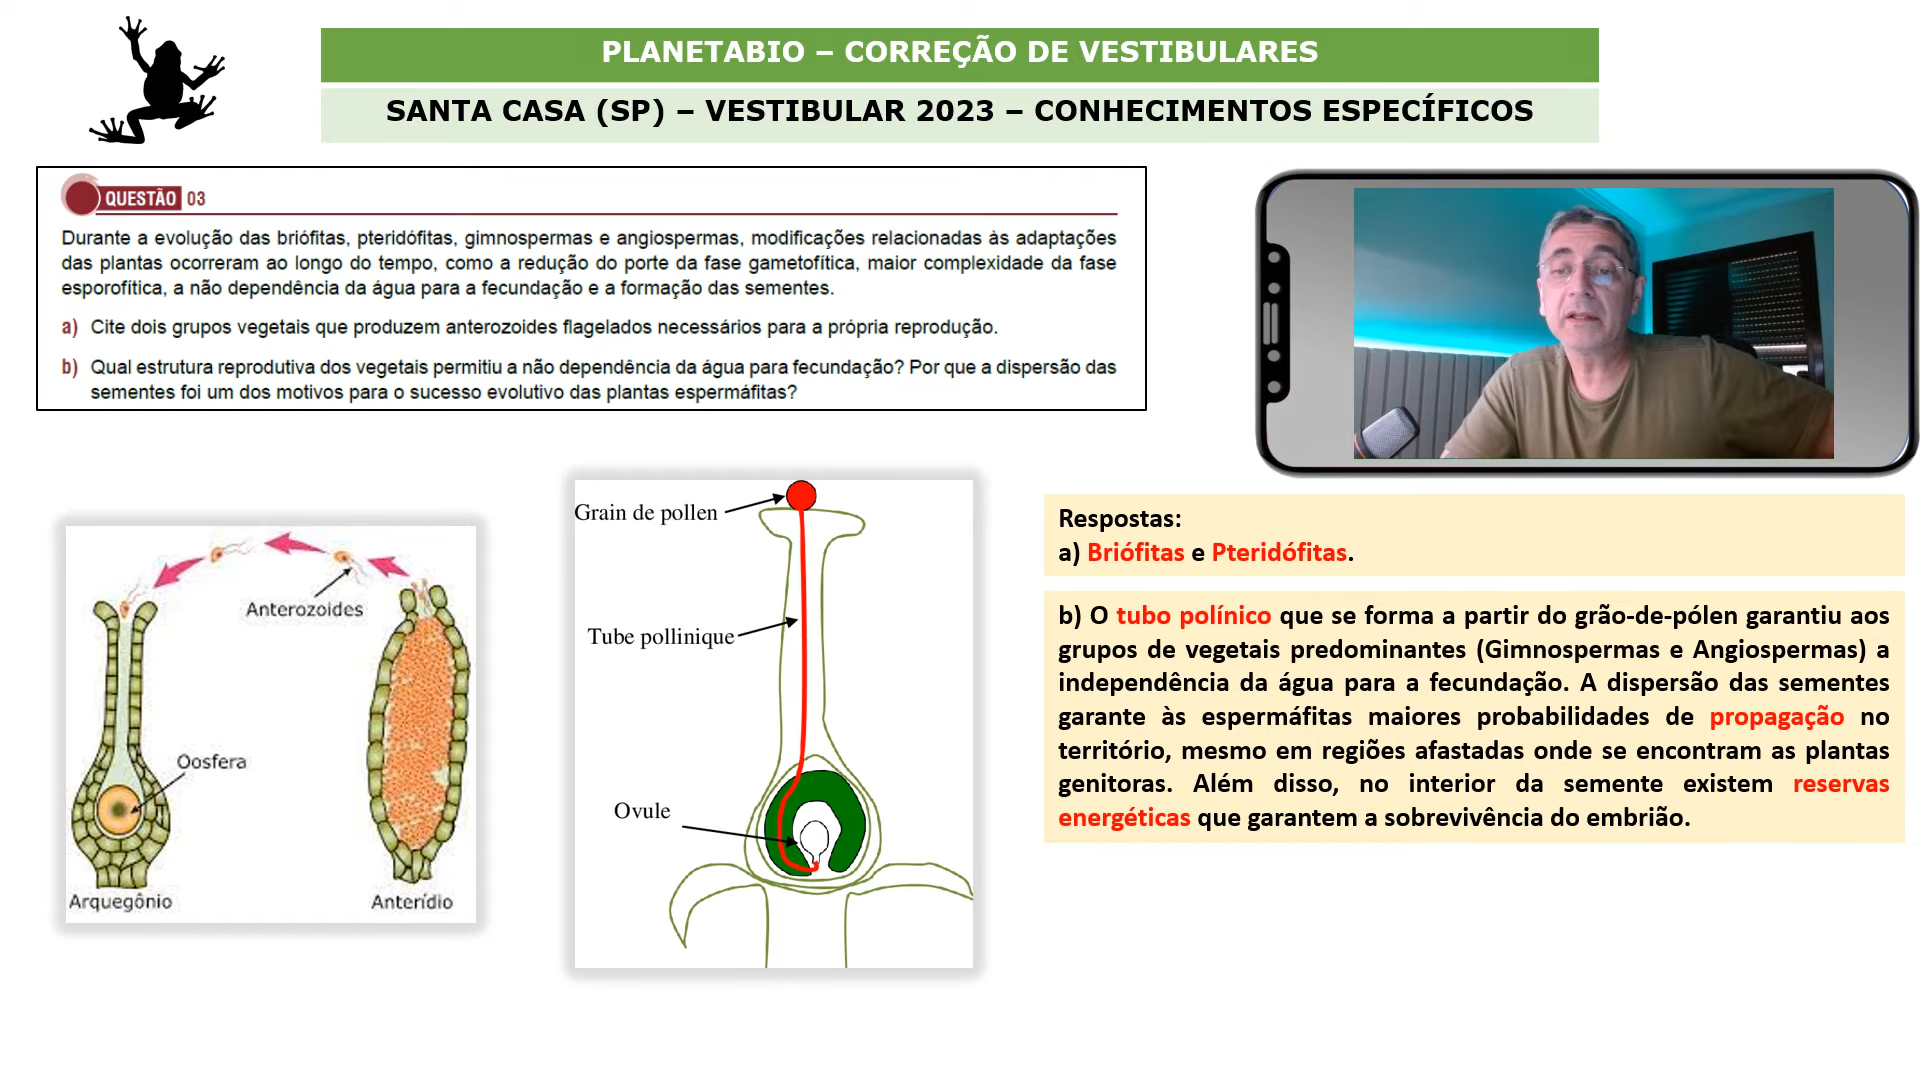 PLANETABIO – CORREÇÃO DE VESTIBULARES
SANTA CASA (SP) – VESTIBULAR 2023 – CONHECIMENTOS ESPECÍFICOS
QUESTÃO 03
Durante a evolução das briófitas, pteridófitas, gimnospermas e angiospermas, modificações relacionadas às adaptações
das plantas ocorreram ao longo do tempo, como a redução do porte da fase gametofítica, maior complexidade da fase
esporofítica, a não dependência da água para a fecundação e a formação das sementes.
a) Cite dois grupos vegetais que produzem anterozoides flagelados necessários para a própria reprodução.
b) Qual estrutura reprodutiva dos vegetais permitiu a não dependência da água para fecundação? Por que a dispersão das
sementes foi um dos motivos para o sucesso evolutivo das plantas espermáfitas?
Anterozoides
Oosfera
Arquegônio
Anterídio
Grain de pollen
Tube pollinique
Ovule
Respostas:
a) Briófitas e Pteridófitas.
b) O tubo polínico que se forma a partir do grão-de-pólen garantiu aos
grupos de vegetais predominantes (Gimnospermas e Angiospermas) a
independência da água para a fecundação. A dispersão das sementes
garante às espermáfitas maiores probabilidades de propagação no
território, mesmo em regiões afastadas onde se encontram as plantas
genitoras. Além disso, no interior da semente existem reservas
energéticas que garantem a sobrevivência do embrião.